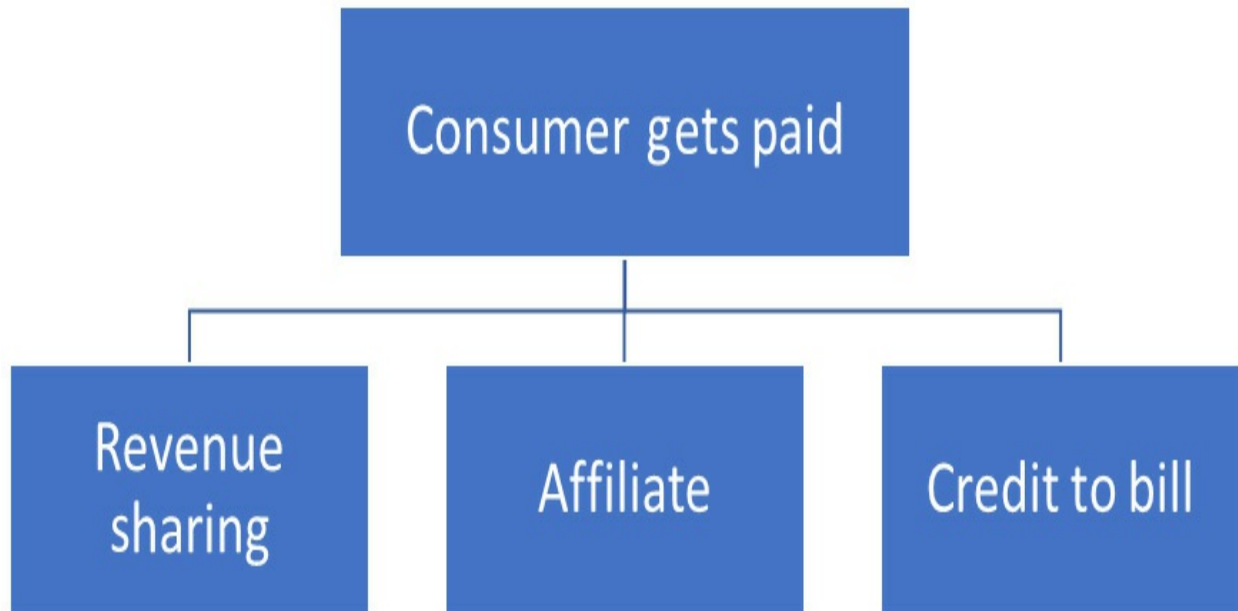 Consumer gets paid
Revenue
sharing
Affiliate
Credit to bill